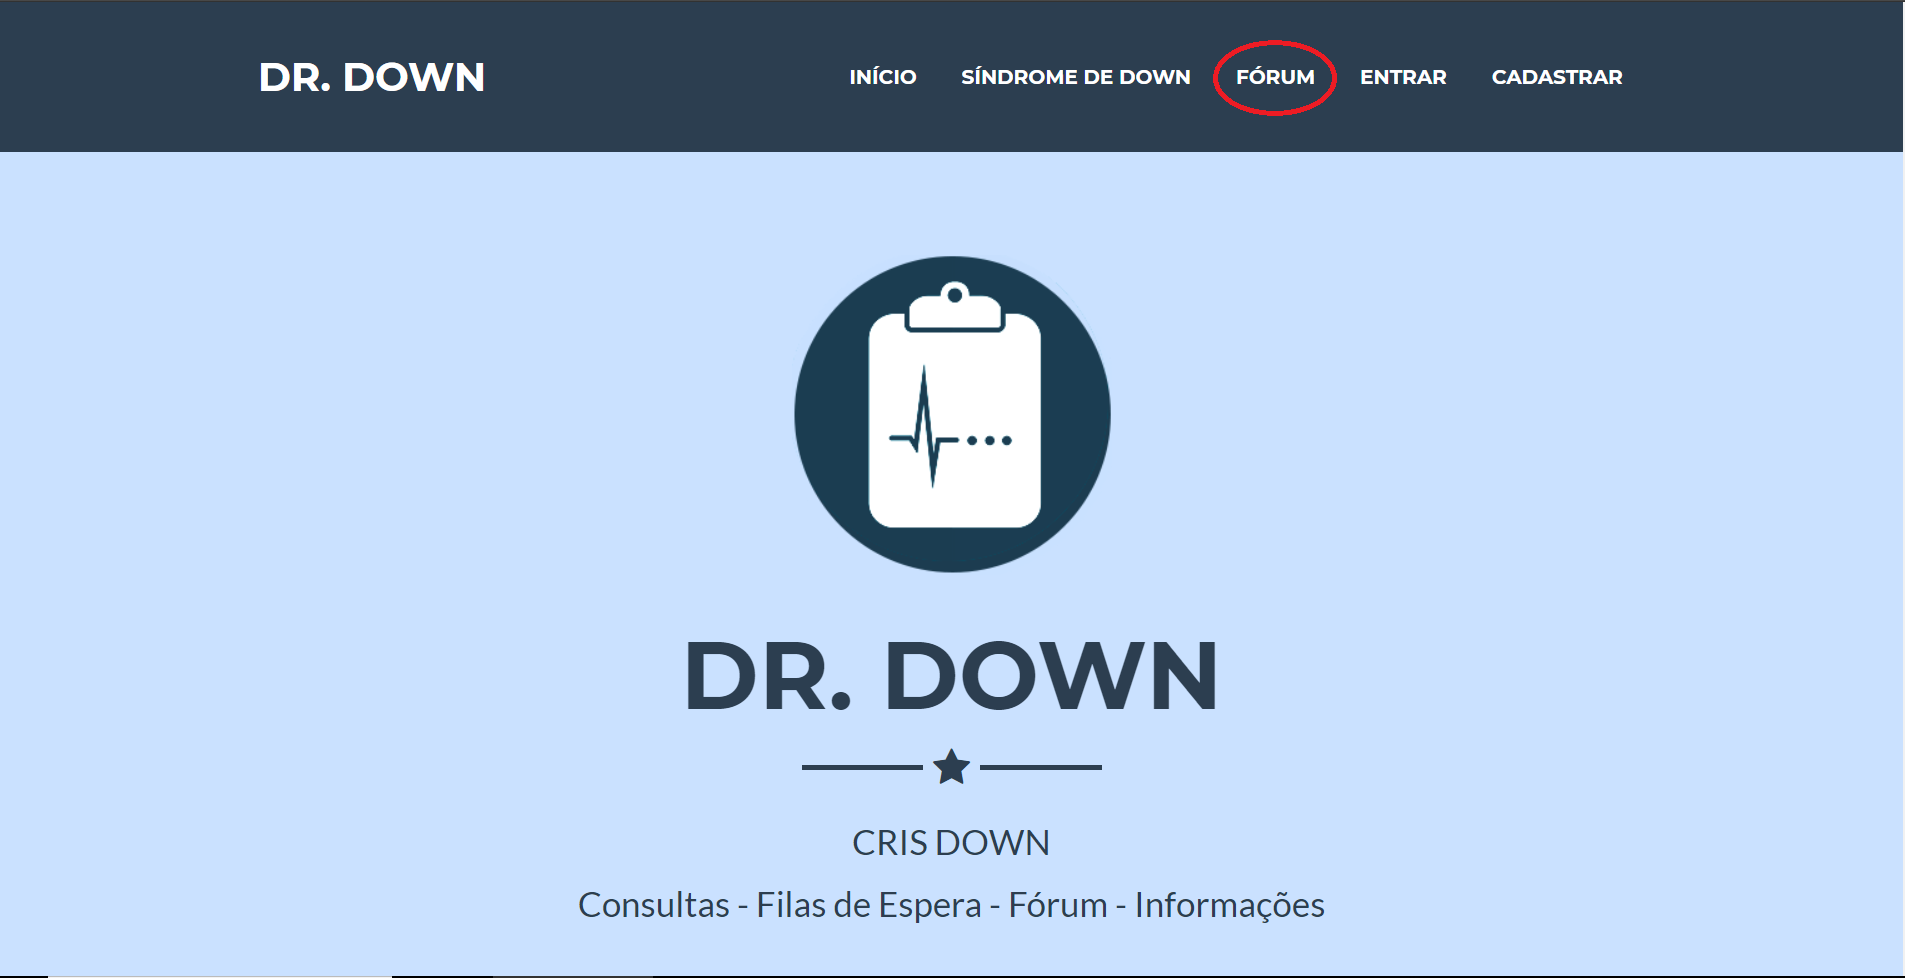 DR. DOWN
INÍCIO SÍNDROME DE DOWN FÓRUM ENTRAR CADASTRAR
DR. DOWN
CRIS DOWN
Consultas - Filas de Espera - Fórum - Informações